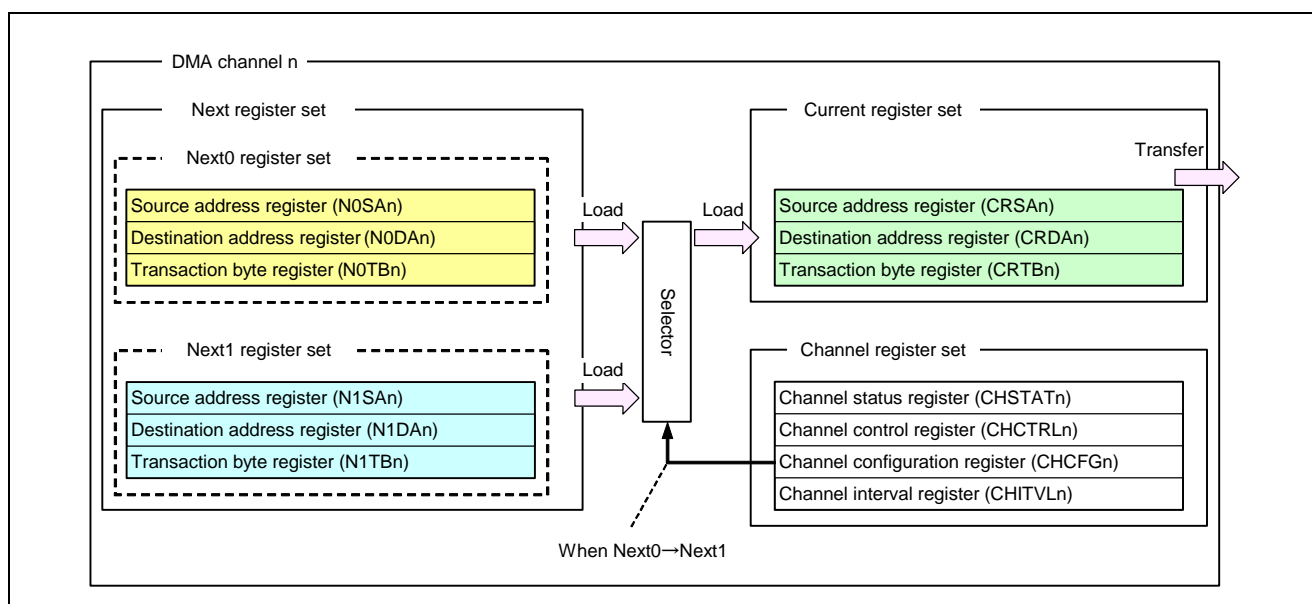 DMA channel n
Next register set
Next0 register set
Source address register (N0SAn)
Destination address register (N0DAn)
Transaction byte register (N0TBn)
Next1 register set
Source address register (N1SAn)
Destination address register (N1DAn)
Transaction byte register (N1TBn)
Load
Load
Selector
Load
When Next0→Next1
Current register set
Transfer
Source address register (CRSAn)
Destination address register (CRDAn)
Transaction byte register (CRTBn)
Channel register set
Channel status register (CHSTATn)
Channel control register (CHCTRLn)
Channel configuration register (CHCFGn)
Channel interval register (CHITVLn)